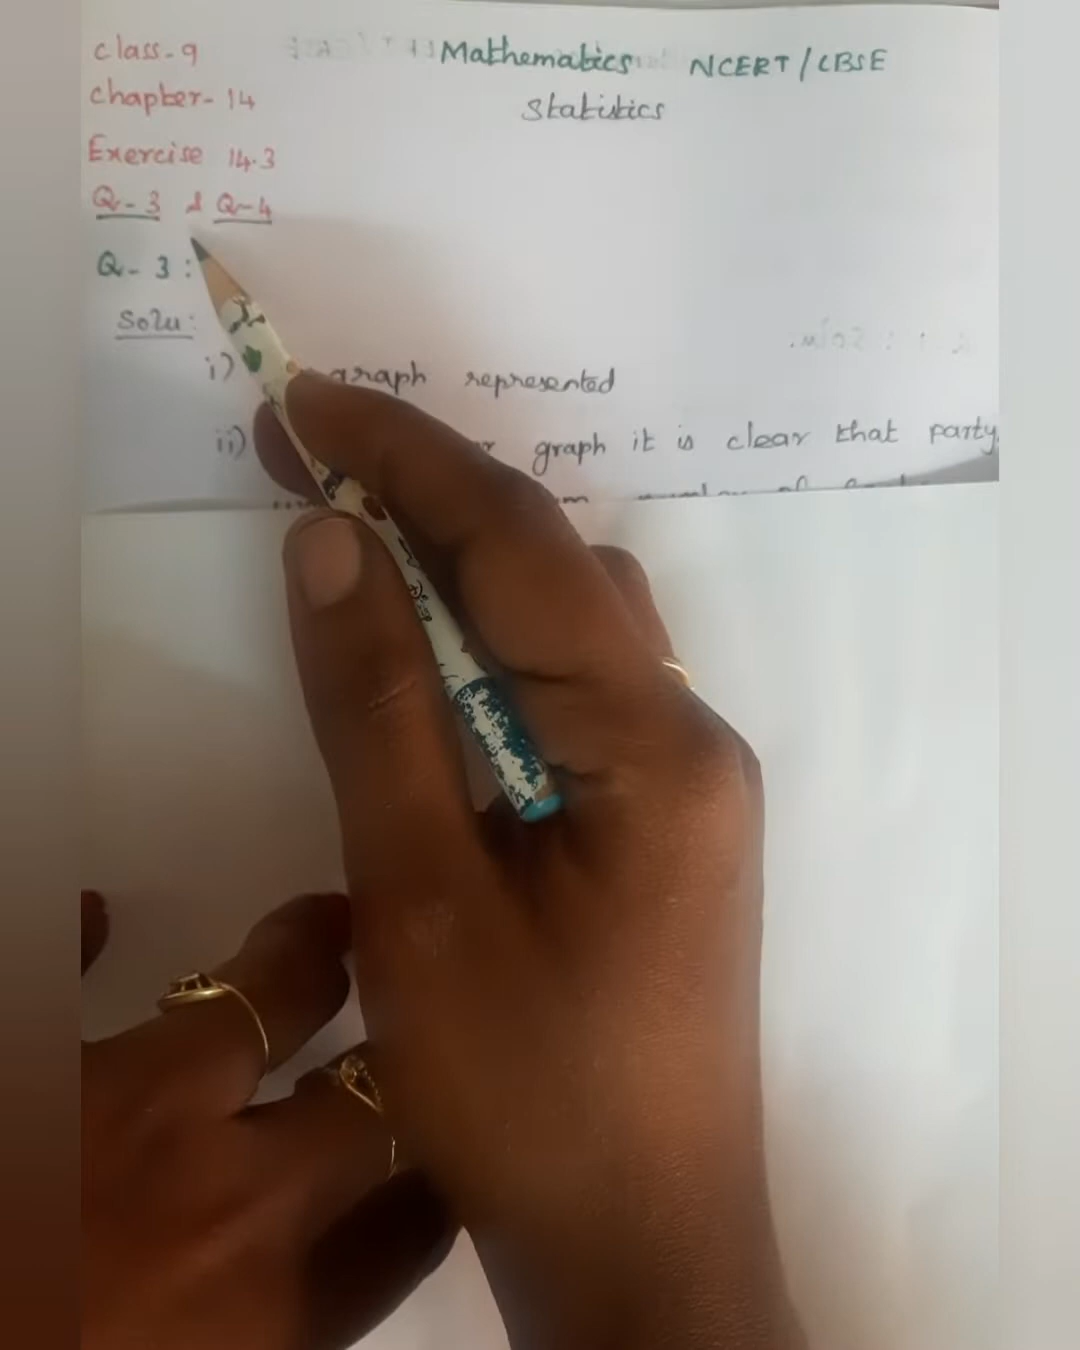 Class-9 Mathematics NCERT/CBSE
Chapter-14 Statistics
Exercise 14.3
Q-3 & Q-4
Q-3:
Solu:
i) graph represented
ii) graph it is clear that party